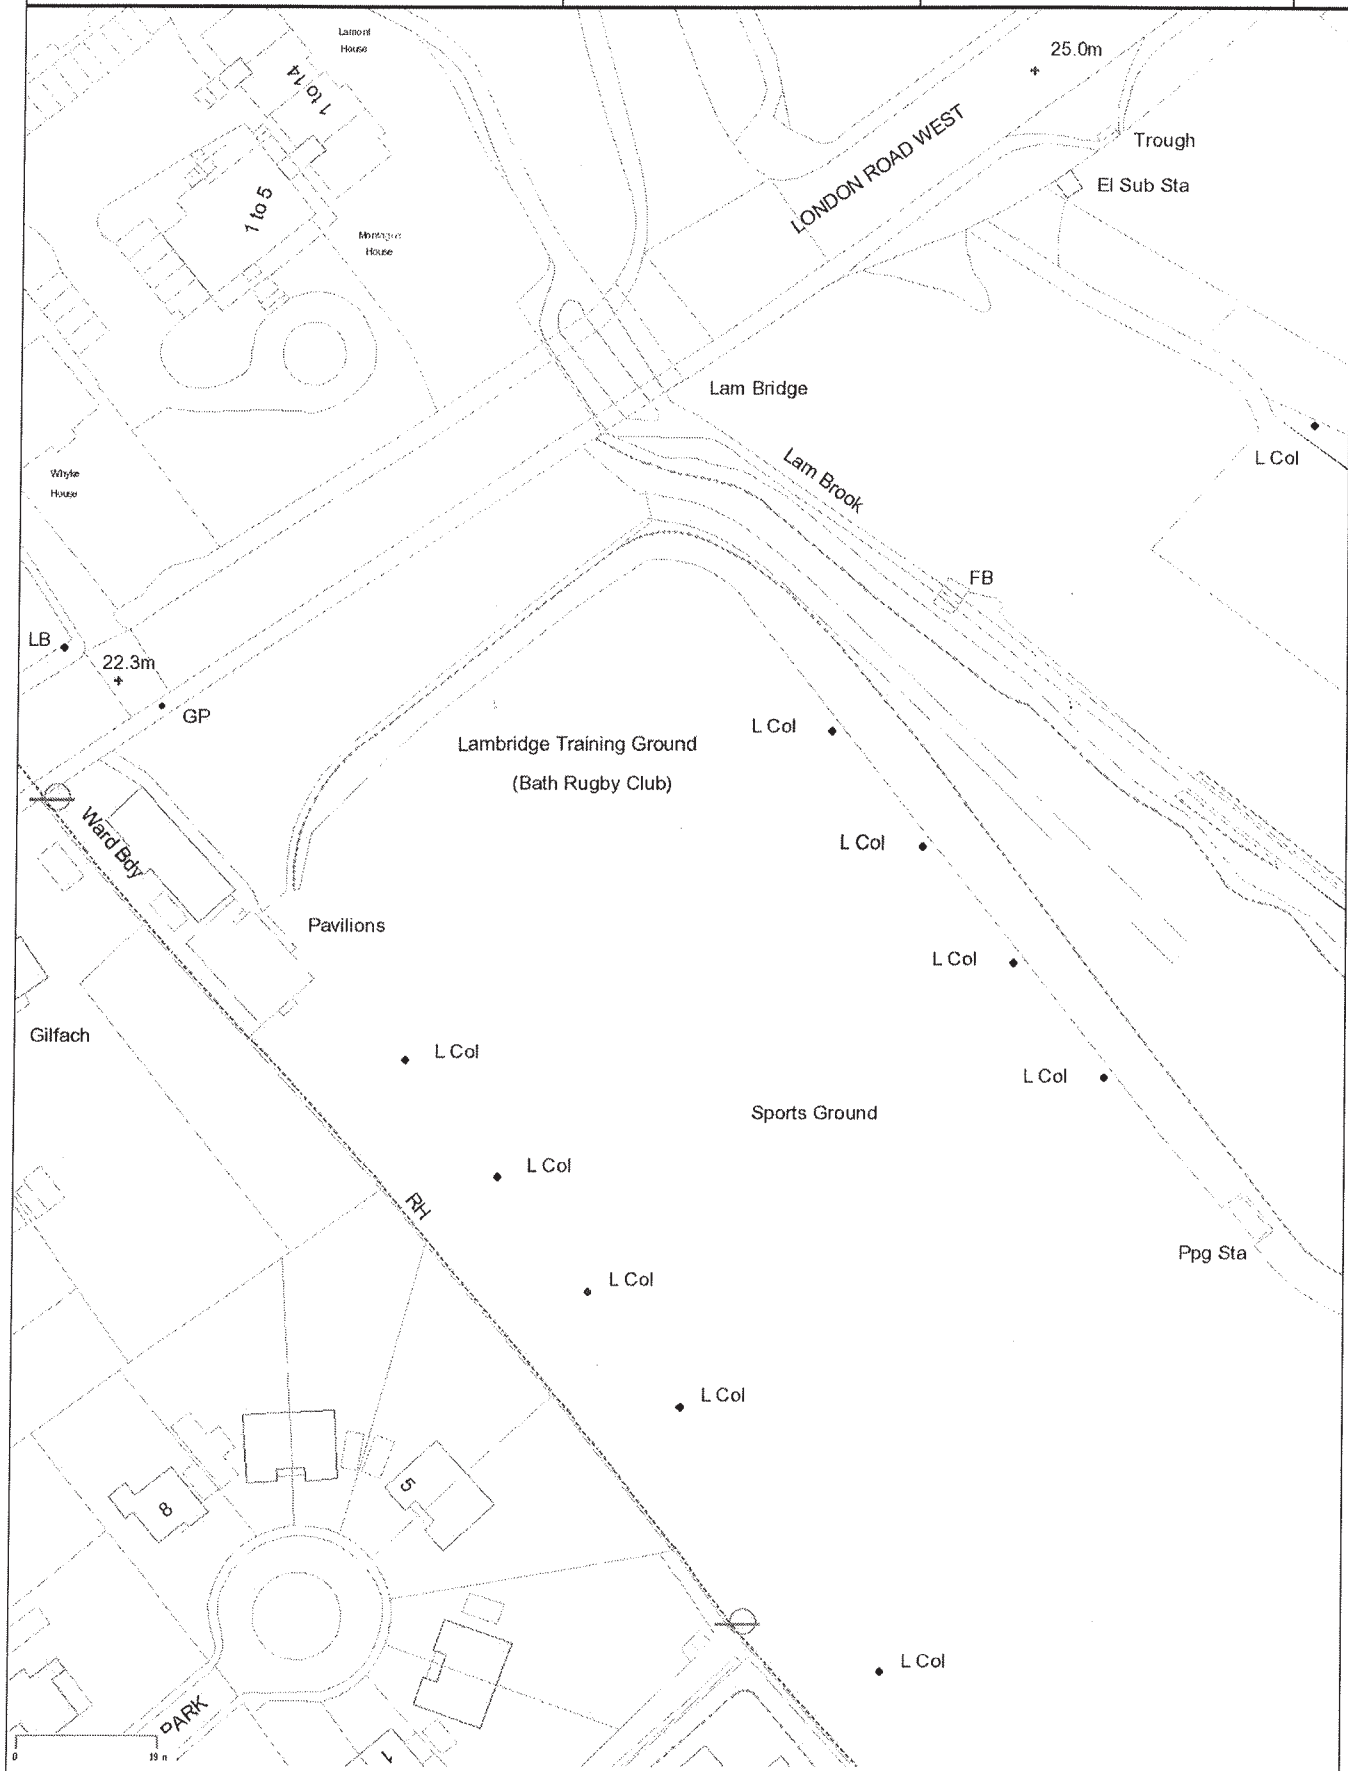 Lamont
House
1 to 14
25.0m
LONDON ROAD WEST
Trough
El Sub Sta
1 to 5
House
Lam Bridge
L Col
Lam Brook
Whyke
House
FB
LB
22.3m
GP
L Col
Lambridge Training Ground
(Bath Rugby Club)
Ward Bdy
L Col
Pavilions
L Col
Gilfach
L Col
L Col
Sports Ground
L Col
RH
Ppg Sta
L Col
L Col
5
8
L Col
PARK
1
0
19 m